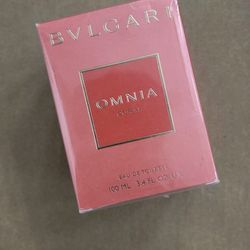 BVLGARI
OMNIA
EAU DE TOILETTE
100 ML 3.4 FL. OZ.